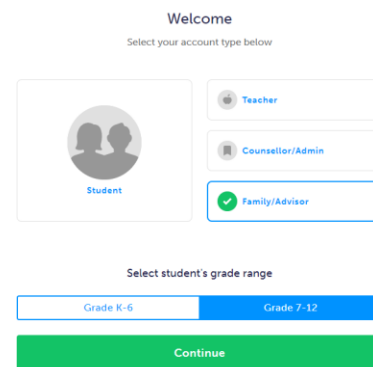 Welcome
Select your account type below
Student
Teacher
Counsellor/Admin
Family/Advisor
Select student's grade range
Grade K-6
Grade 7-12
Continue